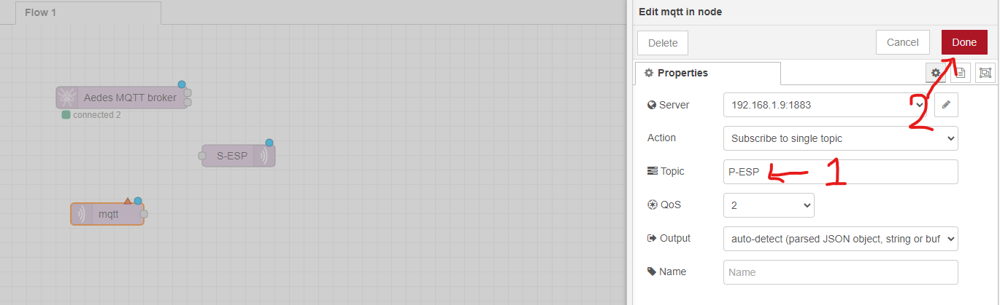 Flow 1
Edit mqtt in node
Delete
Cancel
Done
Properties
Aedes MQTT broker
connected 2
Server
192.168.1.9:1883
2
Action
Subscribe to single topic
S-ESP
Topic
P-ESP
1
QoS
2
mqtt
Output
auto-detect (parsed JSON object, string or buf
Name
Name